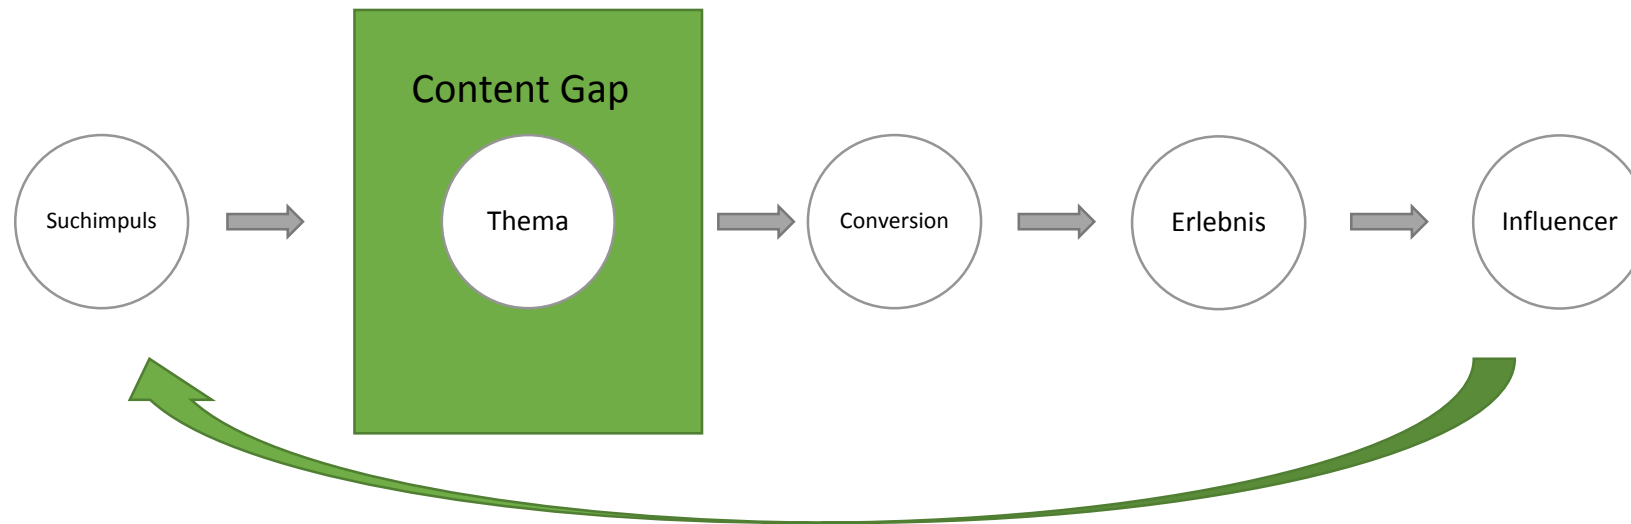 Content Gap
Suchimpuls
Thema
Conversion
Erlebnis
Influencer